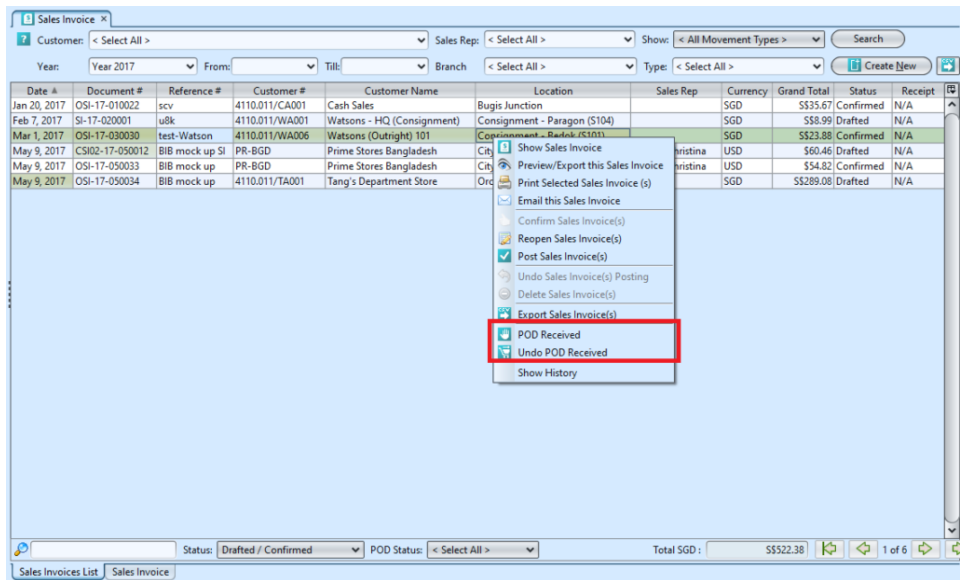 Sales Invoice ×
Customer: < Select All > Sales Rep: < Select All > Show: < All Movement Types > Search
Year: Year 2017 From: Till: Branch < Select All > Type: < Select All > Create New
Date Document # Reference # Customer # Customer Name Location Sales Rep Currency Grand Total Status Receipt
Jan 20, 2017 OSI-17-010022 scv 4110.011/CA001 Cash Sales Bugis Junction SGD S$35.67 Confirmed N/A
Feb 7, 2017 SI-17-020001 u8k 4110.011/WA001 Watsons - HQ (Consignment) Consignment - Paragon (S104) SGD S$8.99 Drafted N/A
Mar 1, 2017 OSI-17-030030 test-Watson 4110.011/WA006 Watsons (Outright) 101 Consignment - Bedok (S101) SGD S$23.88 Confirmed N/A
May 9, 2017 CSI02-17-050012 BIB mock up SI PR-BGD Prime Stores Bangladesh City hristina USD $60.46 Drafted N/A
May 9, 2017 OSI-17-050033 BIB mock up PR-BGD Prime Stores Bangladesh City hristina USD $54.82 Confirmed N/A
May 9, 2017 OSI-17-050034 BIB mock up 4110.011/TA001 Tang's Department Store Orc SGD S$289.08 Drafted N/A
Show Sales Invoice
Preview/Export this Sales Invoice
Print Selected Sales Invoice (s)
Email this Sales Invoice
Confirm Sales Invoice(s)
Reopen Sales Invoice(s)
Post Sales Invoice(s)
Undo Sales Invoice(s) Posting
Delete Sales Invoice(s)
Export Sales Invoice(s)
POD Received
Undo POD Received
Show History
Status: Drafted / Confirmed POD Status: < Select All > Total SGD : S$522.38 1 of 6
Sales Invoices List Sales Invoice